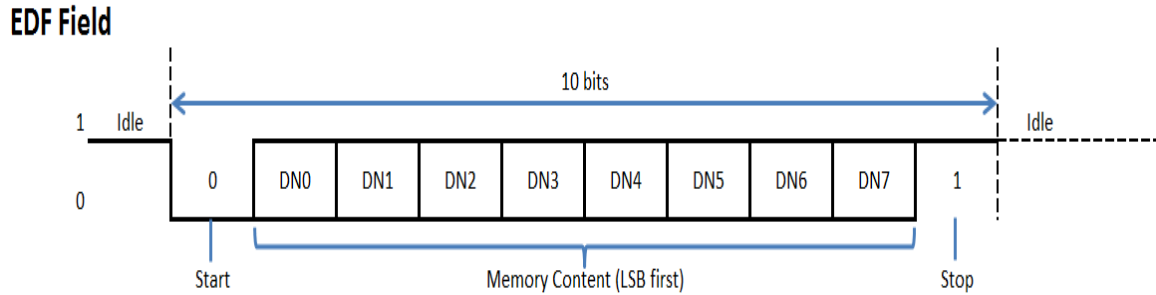 EDF Field
10 bits
1 Idle Idle
0 DN0 DN1 DN2 DN3 DN4 DN5 DN6 DN7 1
0
Start Memory Content (LSB first) Stop